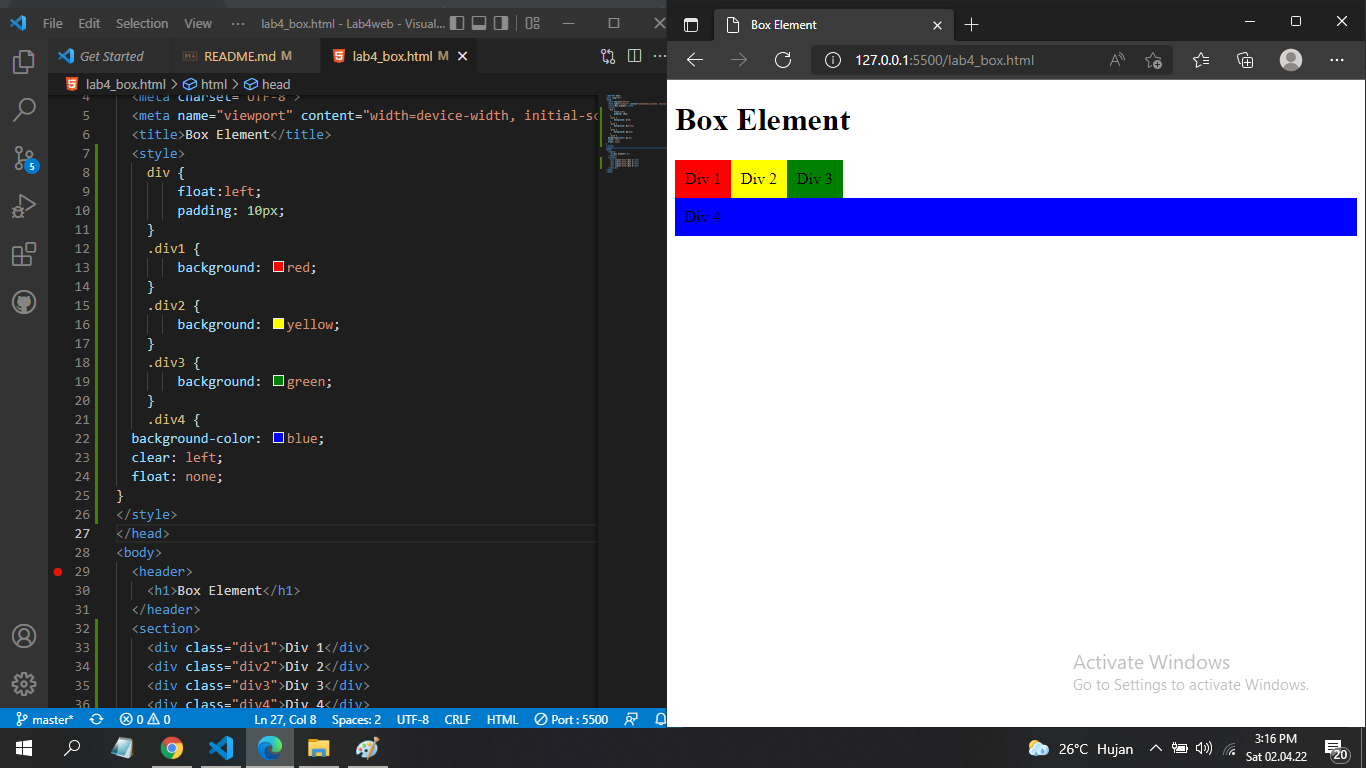 File Edit Selection View ··· lab4_box.html - Lab4web - Visual...
Get Started README.md M lab4_box.html M
lab4_box.html > html > head
4 <meta charset="UTF-8">
5 <meta name="viewport" content="width=device-width, initial-sc
6 <title>Box Element</title>
7 <style>
8 div {
9 float:left;
10 padding: 10px;
11 }
12 .div1 {
13 background: red;
14 }
15 .div2 {
16 background: yellow;
17 }
18 .div3 {
19 background: green;
20 }
21 .div4 {
22 background-color: blue;
23 clear: left;
24 float: none;
25 }
26 </style>
27 </head>
28 <body>
29 <header>
30 <h1>Box Element</h1>
31 </header>
32 <section>
33 <div class="div1">Div 1</div>
34 <div class="div2">Div 2</div>
35 <div class="div3">Div 3</div>
36 <div class="div4">Div 4</div>
5
master* 0 0 Ln 27, Col 8 Spaces: 2 UTF-8 CRLF HTML Port : 5500
Box Element
127.0.0.1:5500/lab4_box.html
Box Element
Div 1 Div 2 Div 3
Div 4
Activate Windows
Go to Settings to activate Windows.
26°C Hujan
3:16 PM
Sat 02.04.22
20